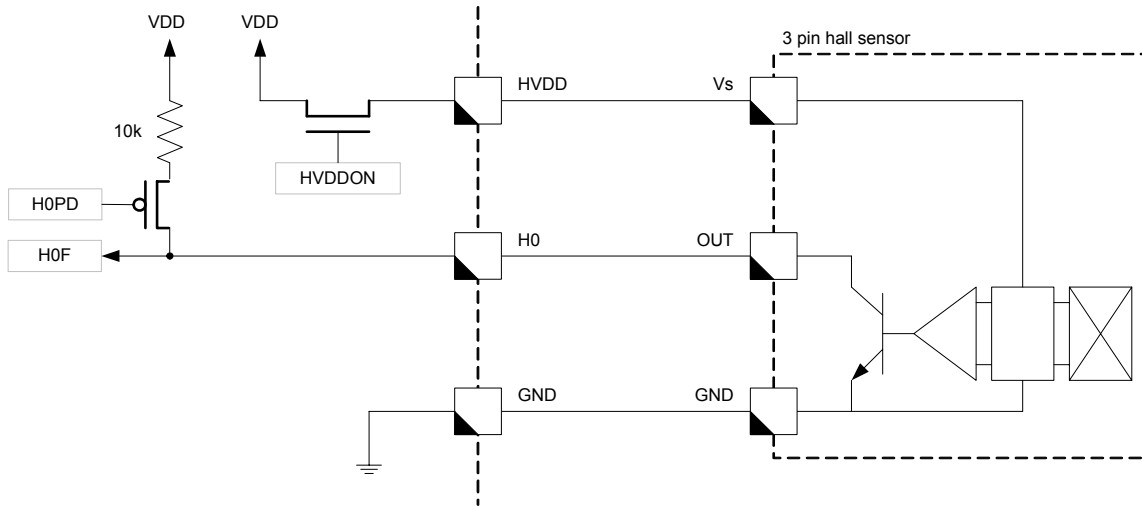 VDD
VDD
3 pin hall sensor
HVDD
Vs
10k
HVDDON
H0PD
H0
OUT
H0F
GND
GND